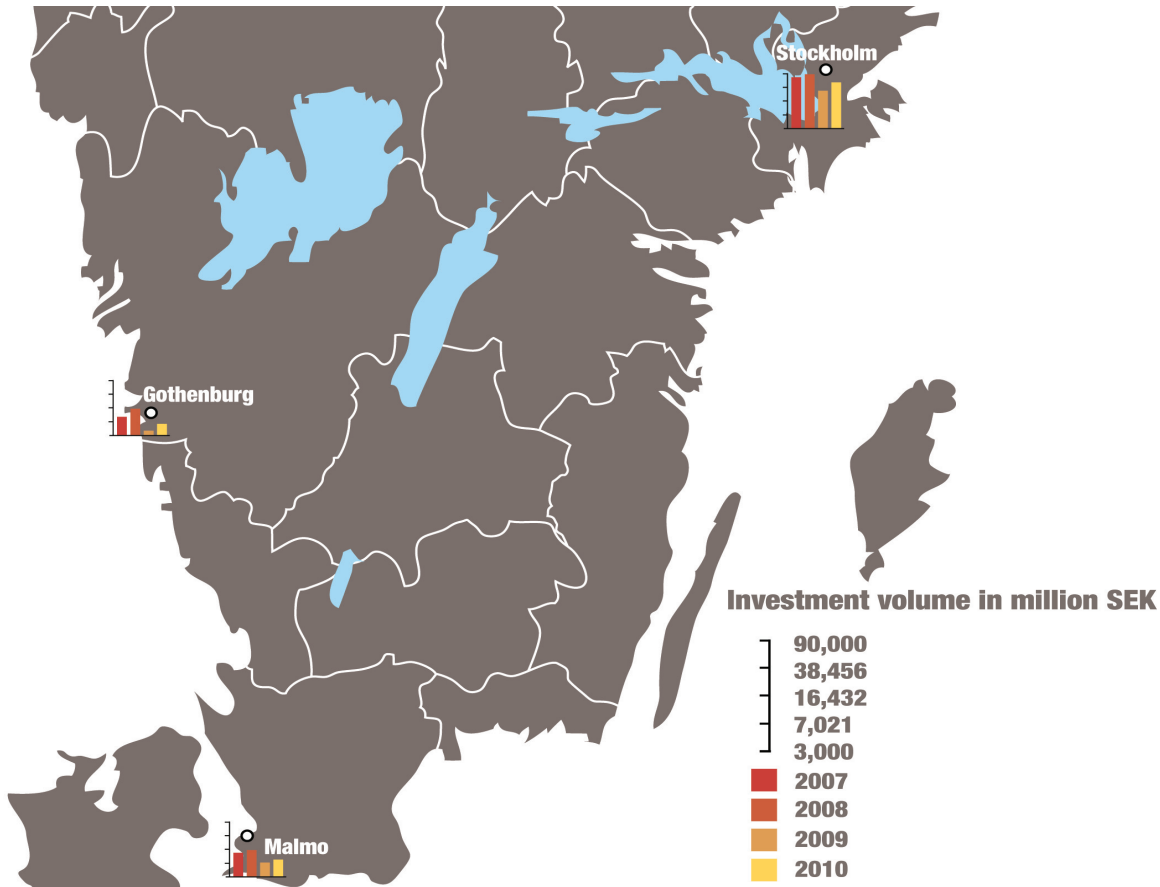 Stockholm
Gothenburg
Investment volume in million SEK
90,000
38,456
16,432
7,021
3,000
2007
2008
2009
2010
Malmo